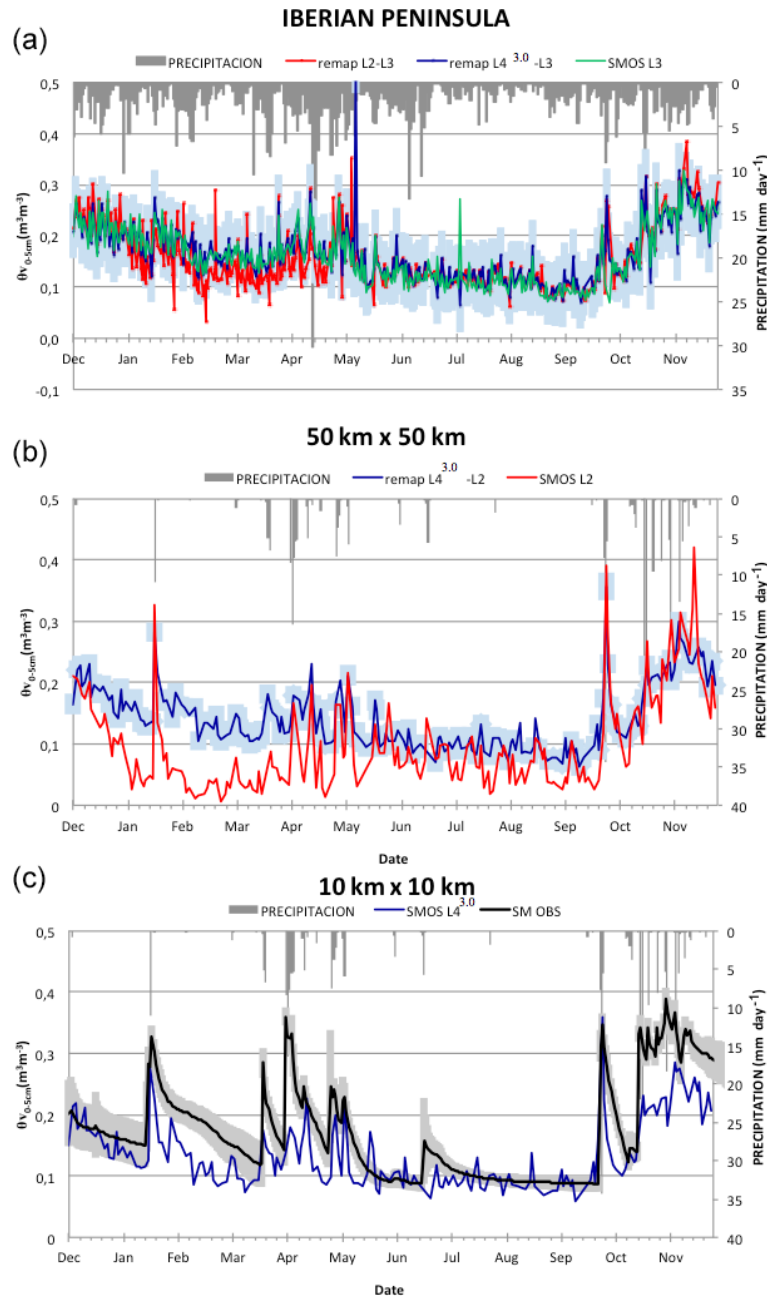 IBERIAN PENINSULA
(a)
PRECIPITACION remap L2-L3 remap L4 3.0 -L3 SMOS L3
0,5 0
0,4 5
0,3 10
0,2 15
0,1 20
0,0 25
-0,1 30
35
θv0-5cm(m³m-³)
PRECIPITATION (mm day-1)
Dec Jan Feb Mar Apr May Jun Jul Aug Sep Oct Nov
(b)
50 km x 50 km
PRECIPITACION remap L4 3.0 -L2 SMOS L2
0,5 0
0,4 5
0,3 10
0,2 15
0,1 20
0 25
30
35
40
θv0-5cm(m³m-³)
PRECIPITATION (mm day-1)
Dec Jan Feb Mar Apr May Jun Jul Aug Sep Oct Nov
Date
(c)
10 km x 10 km
PRECIPITACION SMOS L4 3.0 SM OBS
0,5 0
0,4 5
0,3 10
0,2 15
0,1 20
0 25
30
35
40
θv0-5cm(m³m-³)
PRECIPITATION (mm day-1)
Dec Jan Feb Mar Apr May Jun Jul Aug Sep Oct Nov
Date